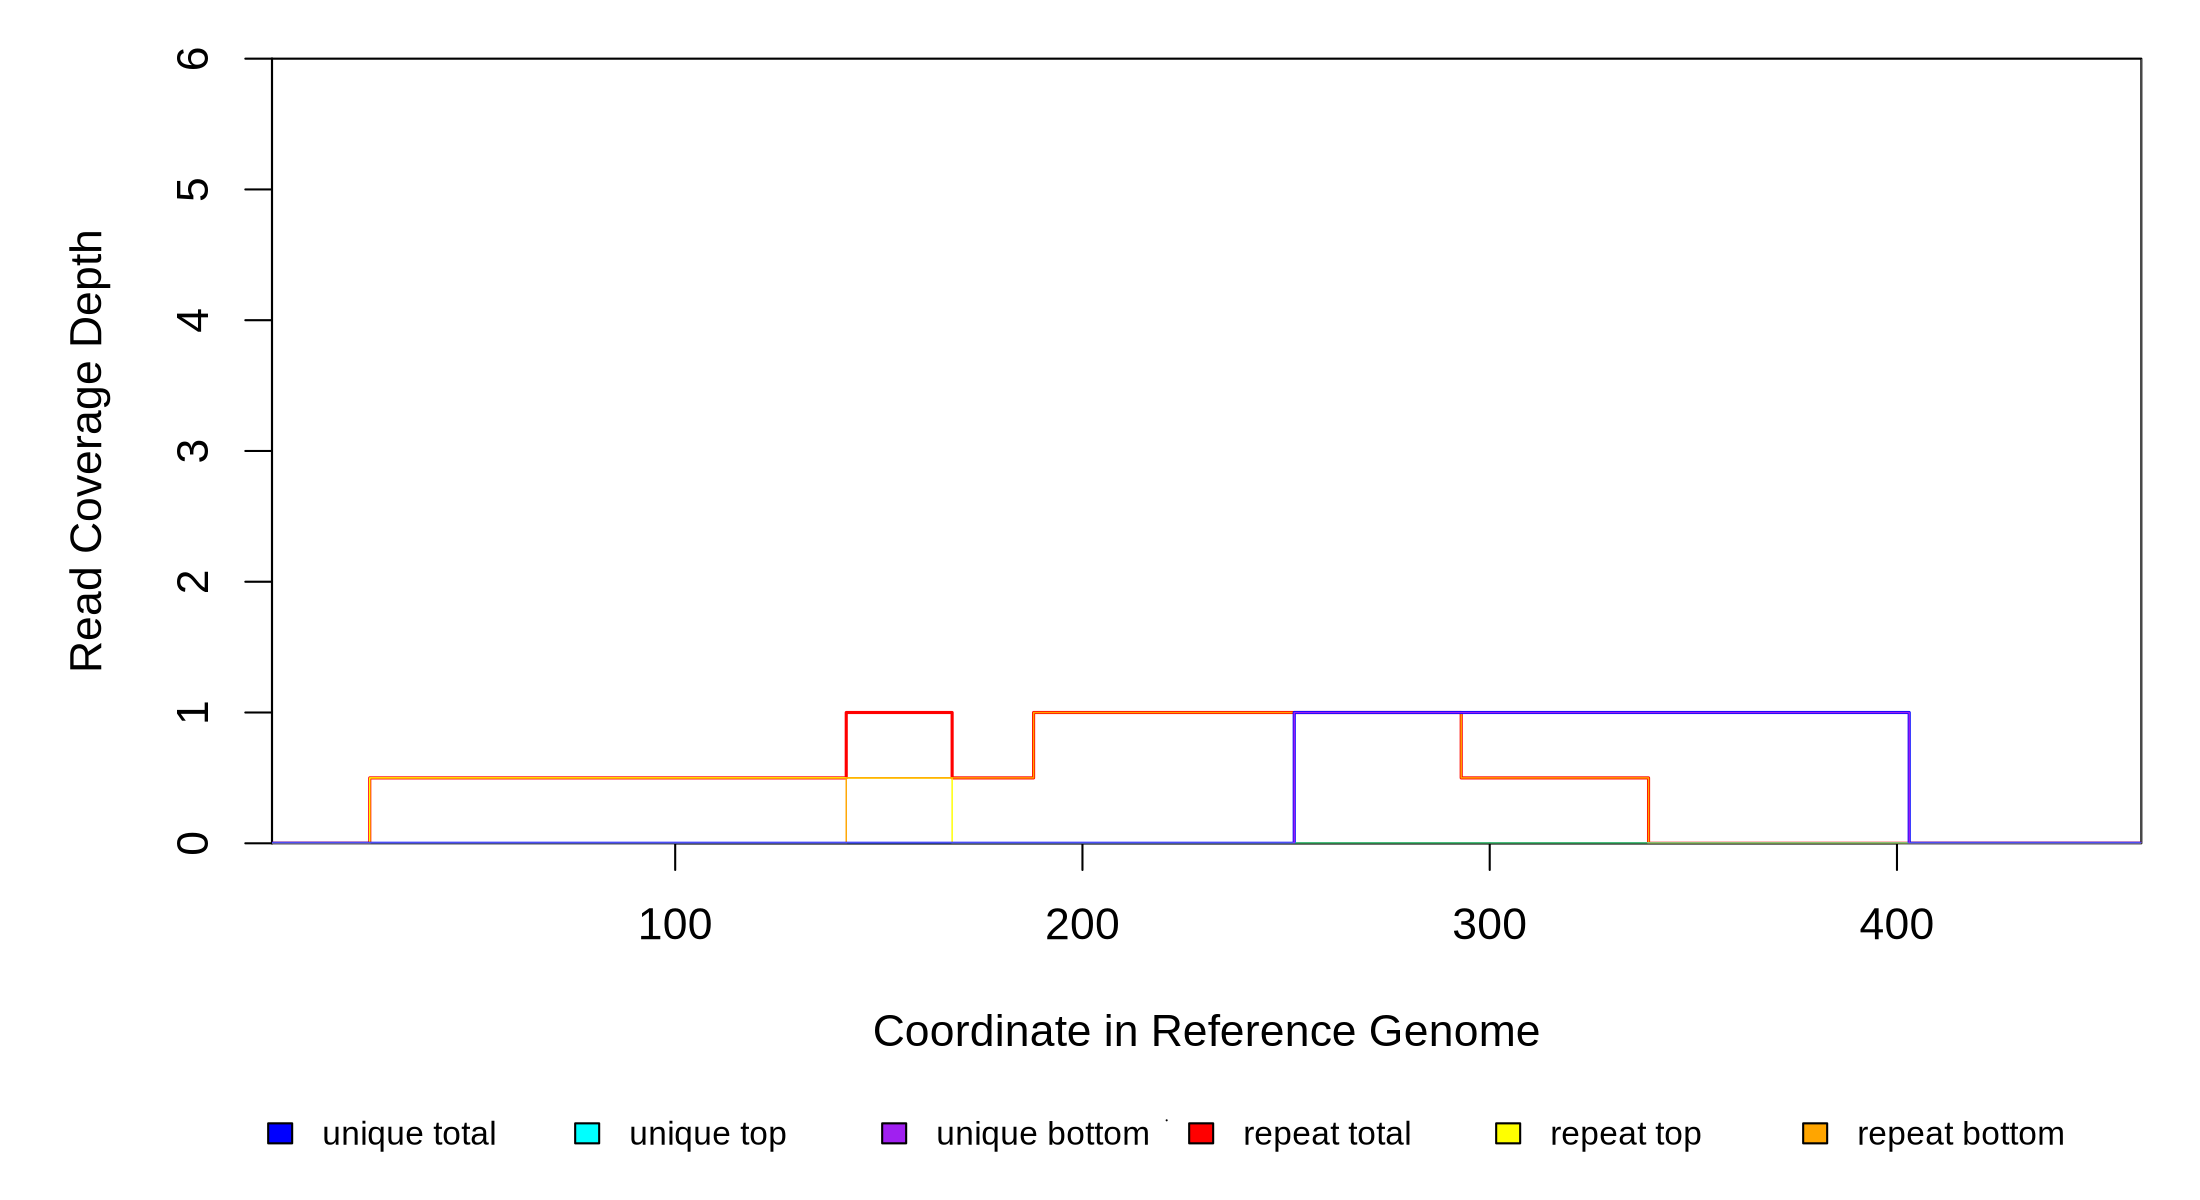 Read Coverage Depth
6
5
4
3
2
1
0
100 200 300 400
Coordinate in Reference Genome
unique total unique top unique bottom repeat total repeat top repeat bottom